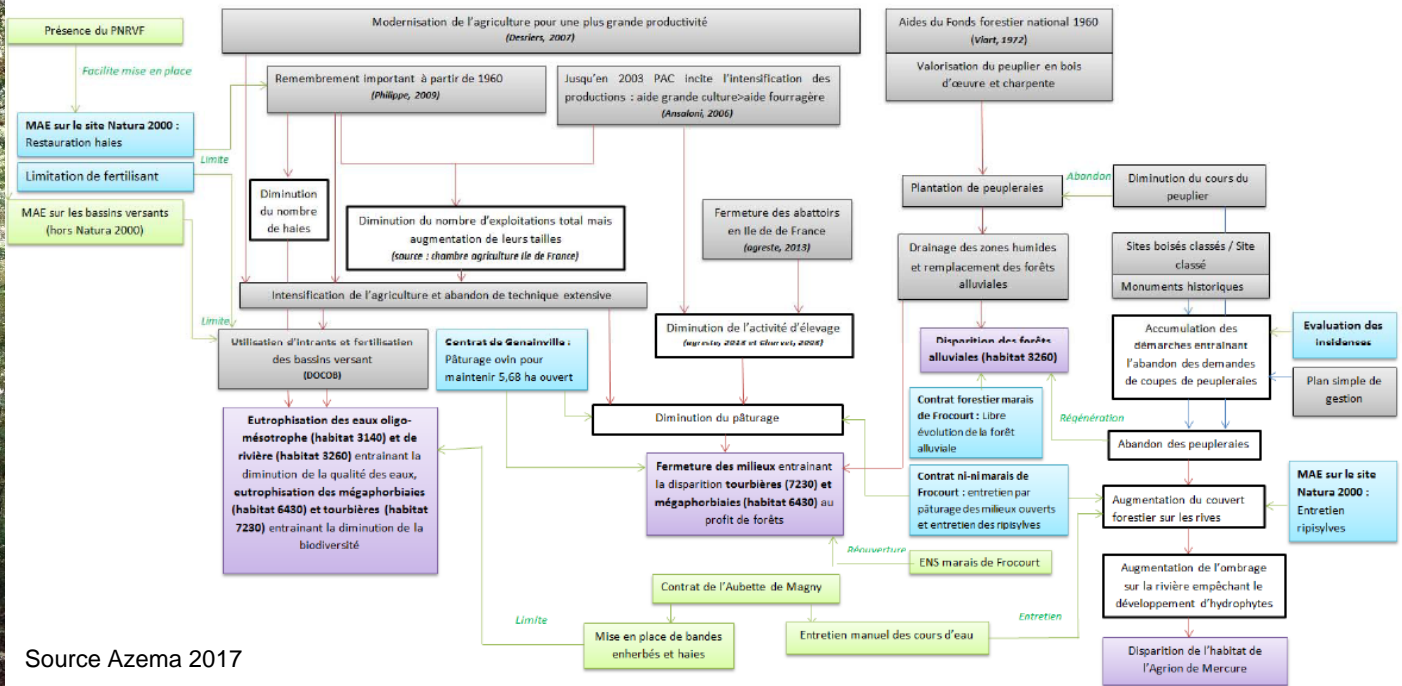 Présence du PNRVF
Facilite mise en place
MAE sur le site Natura 2000 :
Restauration haies
Limite
Limitation de fertilisant
MAE sur les bassins versants
(hors Natura 2000)
Limite
Modernisation de l'agriculture pour une plus grande productivité
(Desriers, 2007)
Remembrement important à partir de 1960
(Philippe, 2009)
Jusqu'en 2003 PAC incite l'intensification des
productions : aide grande culture>aide fourragère
(Ansaloni, 2006)
Aides du Fonds forestier national 1960
(Viart, 1972)
Valorisation du peuplier en bois
d'œuvre et charpente
Diminution
du nombre
de haies
Diminution du nombre d'exploitations total mais
augmentation de leurs tailles
(source : chambre agriculture Ile de France)
Fermeture des abattoirs
en Ile de de France
(agreste, 2013)
Plantation de peupleraies
Abandon
Diminution du cours du
peuplier
Drainage des zones humides
et remplacement des forêts
alluviales
Sites boisés classés / Site
classé
Monuments historiques
Intensification de l'agriculture et abandon de technique extensive
Utilisation d'intrants et fertilisation
des bassins versant
(DOCOB)
Contrat de Genainville :
Pâturage ovin pour
maintenir 5,68 ha ouvert
Diminution de l'activité d'élevage
Disparition des forêts
alluviales (habitat 3260)
Accumulation des
démarches entrainant
l'abandon des demandes
de coupes de peupleraies
Evaluation des
incidenses
Plan simple de
gestion
Diminution du pâturage
Contrat forestier marais
de Frocourt : Libre
évolution de la forêt
alluviale
Régénération
Abandon des peupleraies
Eutrophisation des eaux oligo-
mésotrophe (habitat 3140) et de
rivière (habitat 3260) entrainant la
diminution de la qualité des eaux,
eutrophisation des mégaphorbiaies
(habitat 6430) et tourbières (habitat
7230) entrainant la diminution de la
biodiversité
Fermeture des milieux entrainant
la disparition tourbières (7230) et
mégaphorbiaies (habitat 6430) au
profit de forêts
Contrat ni-ni marais de
Frocourt : entretien par
pâturage des milieux ouverts
et entretien des ripisylves
Augmentation du couvert
forestier sur les rives
MAE sur le site
Natura 2000 :
Entretien
ripisylves
Réouverture
ENS marais de Frocourt
Augmentation de l'ombrage
sur la rivière empêchant le
développement d'hydrophytes
Contrat de l'Aubette de Magny
Limite
Mise en place de bandes
enherbés et haies
Entretien manuel des cours d'eau
Entretien
Disparition de l'habitat de
l'Agrion de Mercure
Source Azema 2017